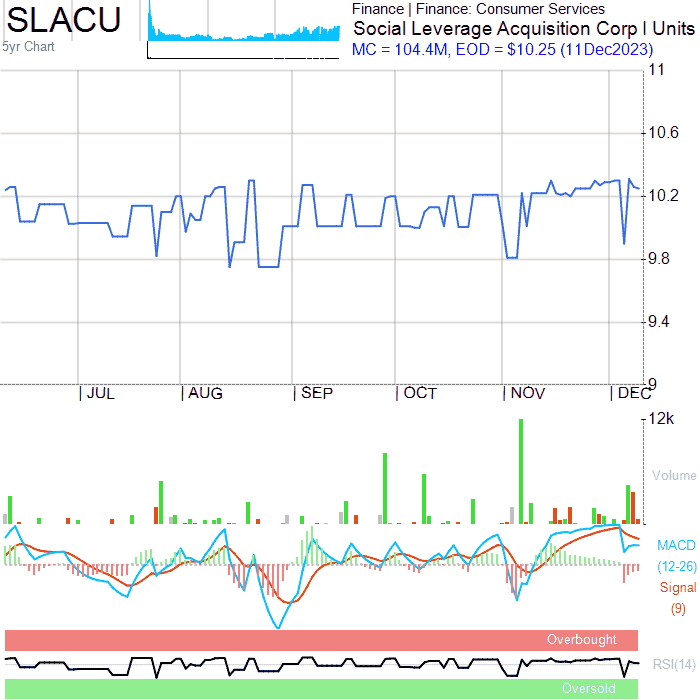 SLACU
5yr Chart
Finance | Finance: Consumer Services
Social Leverage Acquisition Corp I Units
MC = 104.4M, EOD = $10.25 (11Dec2023)
11
10.6
10.2
9.8
9.4
9
JUL AUG SEP OCT NOV DEC
12k
Volume
MACD
(12-26)
Signal
(9)
Overbought
RSI(14)
Oversold